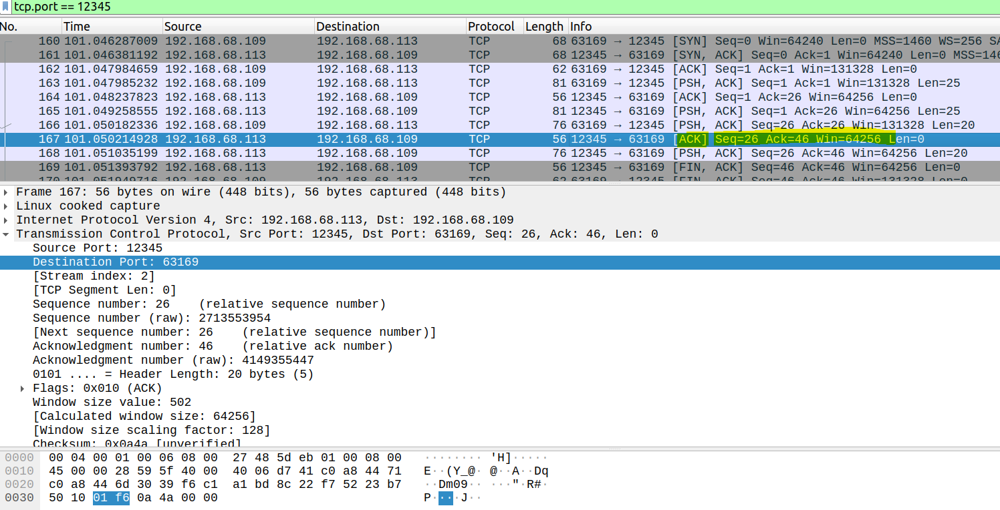 tcp.port == 12345
No. Time Source Destination Protocol Length Info
160 101.046287009 192.168.68.109 192.168.68.113 TCP 68 63169 → 12345 [SYN] Seq=0 Win=64240 Len=0 MSS=1460 WS=256 SA
161 101.046381192 192.168.68.113 192.168.68.109 TCP 68 12345 → 63169 [SYN, ACK] Seq=0 Ack=1 Win=64240 Len=0 MSS=146
162 101.047984659 192.168.68.109 192.168.68.113 TCP 62 63169 → 12345 [ACK] Seq=1 Ack=1 Win=131328 Len=0
163 101.047985232 192.168.68.109 192.168.68.113 TCP 81 63169 → 12345 [PSH, ACK] Seq=1 Ack=1 Win=131328 Len=25
164 101.048237823 192.168.68.113 192.168.68.109 TCP 56 12345 → 63169 [ACK] Seq=1 Ack=26 Win=64256 Len=0
165 101.049258555 192.168.68.113 192.168.68.109 TCP 81 12345 → 63169 [PSH, ACK] Seq=1 Ack=26 Win=64256 Len=25
166 101.050182336 192.168.68.109 192.168.68.113 TCP 76 63169 → 12345 [PSH, ACK] Seq=26 Ack=26 Win=131328 Len=20
167 101.050214928 192.168.68.113 192.168.68.109 TCP 56 12345 → 63169 [ACK] Seq=26 Ack=46 Win=64256 Len=0
168 101.051035199 192.168.68.113 192.168.68.109 TCP 76 12345 → 63169 [PSH, ACK] Seq=26 Ack=46 Win=64256 Len=20
169 101.051393792 192.168.68.113 192.168.68.109 TCP 56 12345 → 63169 [FIN, ACK] Seq=46 Ack=46 Win=64256 Len=0
170 101.051949716 192.168.68.109 192.168.68.113 TCP 62 63169 → 12345 [FIN, ACK] Seq=46 Ack=46 Win=131328 Len=0
Frame 167: 56 bytes on wire (448 bits), 56 bytes captured (448 bits)
Linux cooked capture
Internet Protocol Version 4, Src: 192.168.68.113, Dst: 192.168.68.109
Transmission Control Protocol, Src Port: 12345, Dst Port: 63169, Seq: 26, Ack: 46, Len: 0
Source Port: 12345
Destination Port: 63169
[Stream index: 2]
[TCP Segment Len: 0]
Sequence number: 26 (relative sequence number)
Sequence number (raw): 2713553954
[Next sequence number: 26 (relative sequence number)]
Acknowledgment number: 46 (relative ack number)
Acknowledgment number (raw): 4149355447
0101 .... = Header Length: 20 bytes (5)
Flags: 0x010 (ACK)
Window size value: 502
[Calculated window size: 64256]
[Window size scaling factor: 128]
Checksum: 0x0a4a [unverified]
0000 00 04 00 01 00 06 08 00 27 48 5d eb 01 00 08 00 ········ 'H]·····
0010 45 00 00 28 59 5f 40 00 40 06 d7 41 c0 a8 44 71 E··(Y_@· @··A··Dq
0020 c0 a8 44 6d 30 39 f6 c1 a1 bd 8c 22 f7 52 23 b7 ··Dm09·· ···"·R#·
0030 50 10 01 f6 0a 4a 00 00 P····J··